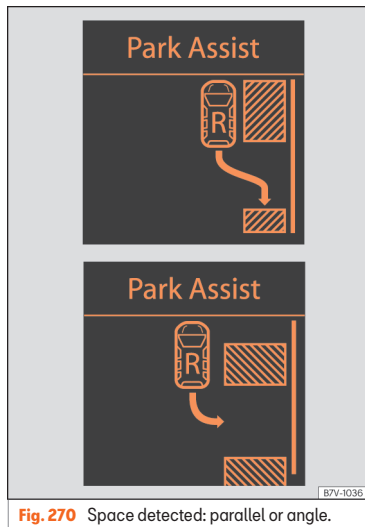 Park Assist
R
Park Assist
R
B7V-1036
Fig. 270 Space detected: parallel or angle.